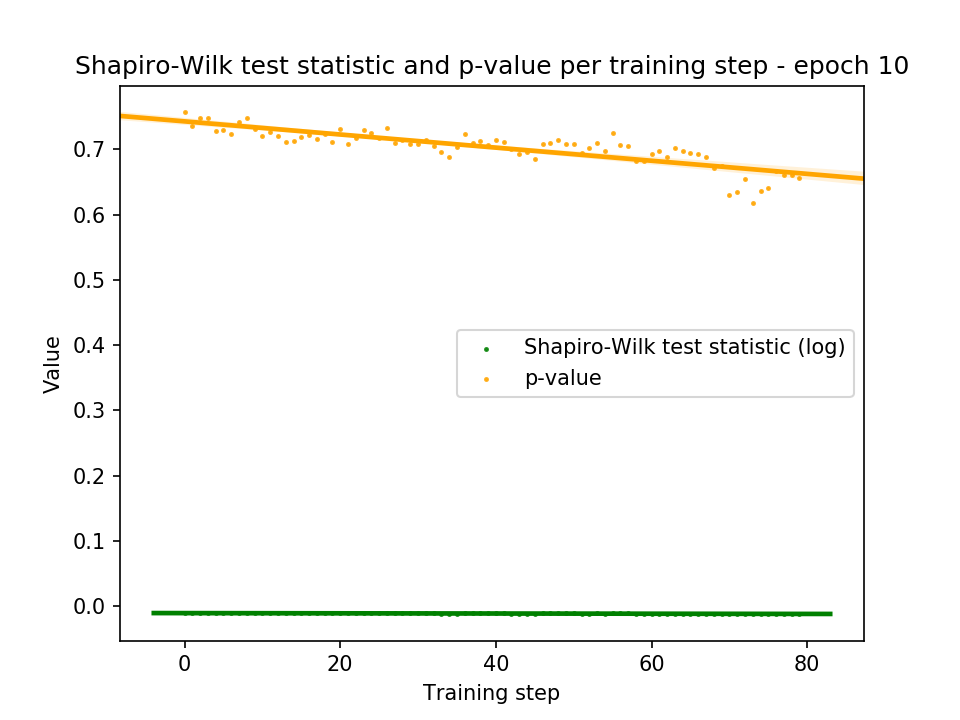 Shapiro-Wilk test statistic and p-value per training step - epoch 10
Value
0.7
0.6
0.5
0.4
0.3
0.2
0.1
0.0
Shapiro-Wilk test statistic (log)
p-value
0 20 40 60 80
Training step